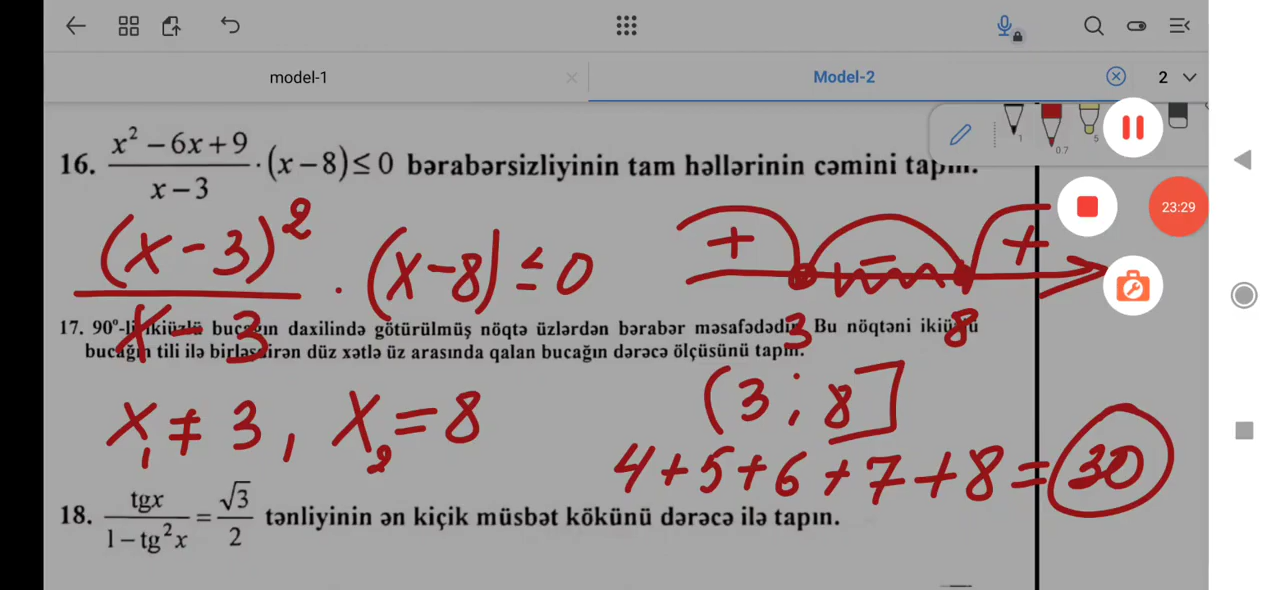 model-1
Model-2
2
1
0.7
5
23:29
16. (x² − 6x + 9)/(x − 3) · (x − 8) ≤ 0 bərabərsizliyinin tam həllərinin cəmini tapın.
(x − 3)²/(x − 3) · (x − 8) ≤ 0
+ − +
3 8
17. 90°-li ikiüzlü bucağın daxilində götürülmüş nöqtə üzlərdən bərabər məsafədədir. Bu nöqtəni ikiüzlü
bucağın tili ilə birləşdirən düz xətlə üz arasında qalan bucağın dərəcə ölçüsünü tapın.
x₁ ≠ 3, x₂ = 8
(3; 8]
4+5+6+7+8=30
18. tgx/(1 − tg²x) = √3/2 tənliyinin ən kiçik müsbət kökünü dərəcə ilə tapın.